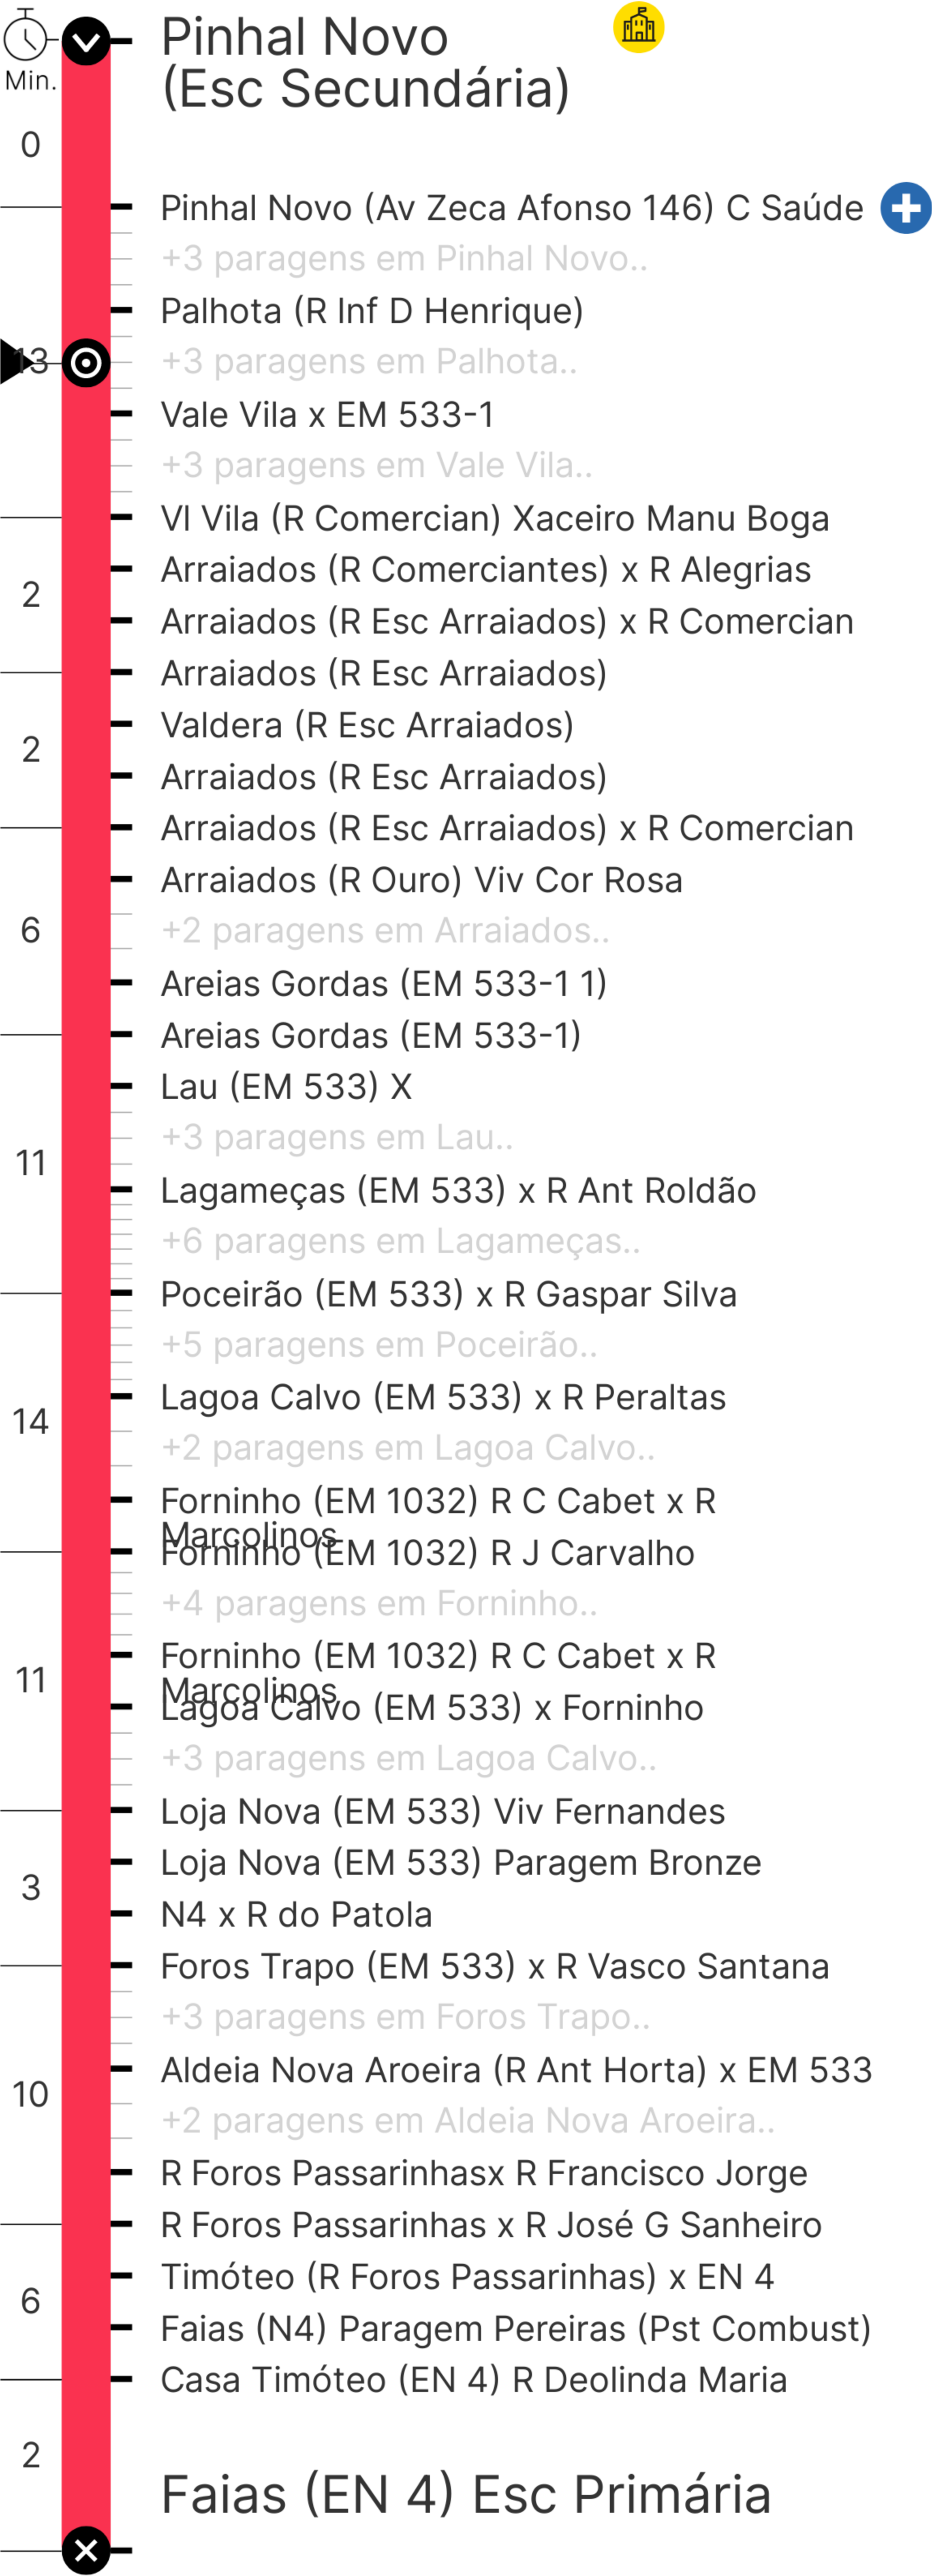 Min.
Pinhal Novo
(Esc Secundária)
0
Pinhal Novo (Av Zeca Afonso 146) C Saúde
+3 paragens em Pinhal Novo..
Palhota (R Inf D Henrique)
13
+3 paragens em Palhota..
Vale Vila x EM 533-1
+3 paragens em Vale Vila..
Vl Vila (R Comercian) Xaceiro Manu Boga
Arraiados (R Comerciantes) x R Alegrias
2
Arraiados (R Esc Arraiados) x R Comercian
Arraiados (R Esc Arraiados)
Valdera (R Esc Arraiados)
2
Arraiados (R Esc Arraiados)
Arraiados (R Esc Arraiados) x R Comercian
Arraiados (R Ouro) Viv Cor Rosa
6
+2 paragens em Arraiados..
Areias Gordas (EM 533-1 1)
Areias Gordas (EM 533-1)
Lau (EM 533) X
+3 paragens em Lau..
11
Lagameças (EM 533) x R Ant Roldão
+6 paragens em Lagameças..
Poceirão (EM 533) x R Gaspar Silva
+5 paragens em Poceirão..
Lagoa Calvo (EM 533) x R Peraltas
14
+2 paragens em Lagoa Calvo..
Forninho (EM 1032) R C Cabet x R
Marcolinos
Forninho (EM 1032) R J Carvalho
+4 paragens em Forninho..
Forninho (EM 1032) R C Cabet x R
Marcolinos
11
Lagoa Calvo (EM 533) x Forninho
+3 paragens em Lagoa Calvo..
Loja Nova (EM 533) Viv Fernandes
Loja Nova (EM 533) Paragem Bronze
3
N4 x R do Patola
Foros Trapo (EM 533) x R Vasco Santana
+3 paragens em Foros Trapo..
Aldeia Nova Aroeira (R Ant Horta) x EM 533
10
+2 paragens em Aldeia Nova Aroeira..
R Foros Passarinhasx R Francisco Jorge
R Foros Passarinhas x R José G Sanheiro
Timóteo (R Foros Passarinhas) x EN 4
6
Faias (N4) Paragem Pereiras (Pst Combust)
Casa Timóteo (EN 4) R Deolinda Maria
2
Faias (EN 4) Esc Primária